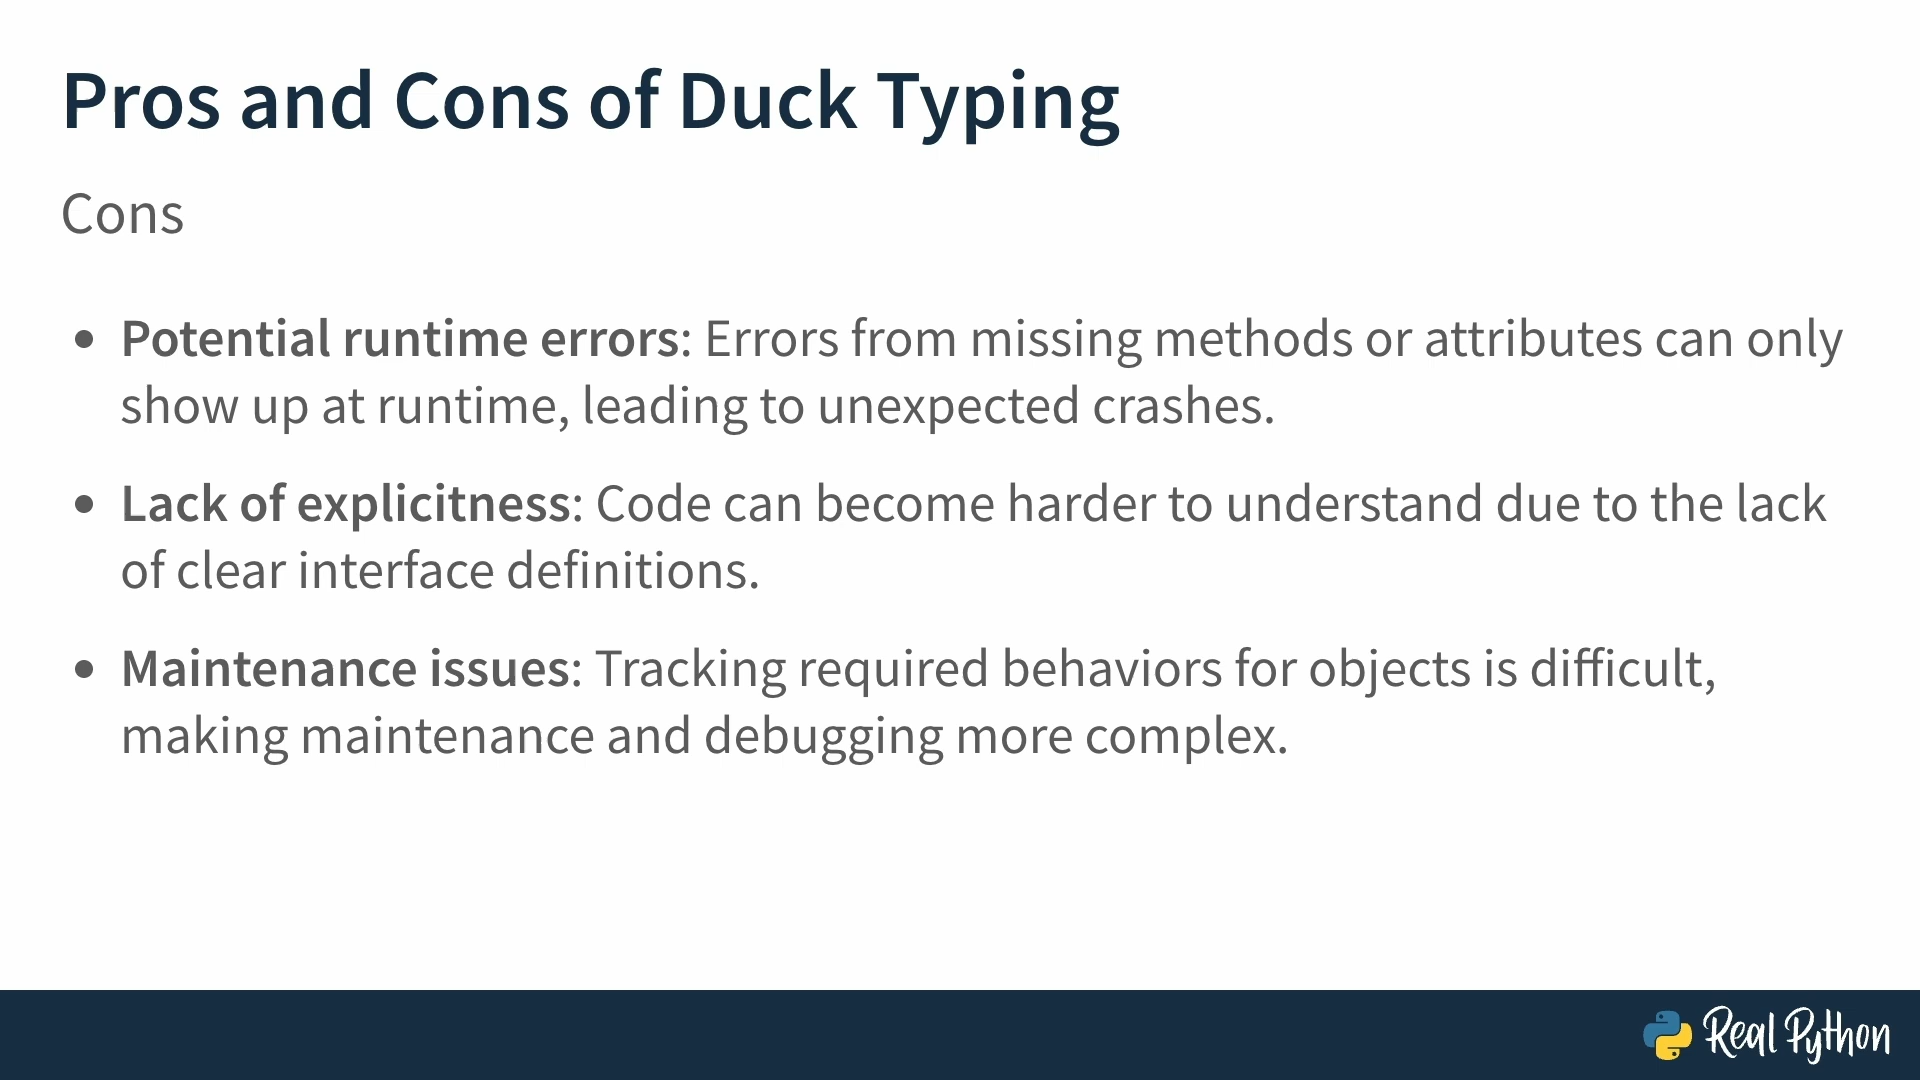 Pros and Cons of Duck Typing
Cons
• Potential runtime errors: Errors from missing methods or attributes can only
show up at runtime, leading to unexpected crashes.
• Lack of explicitness: Code can become harder to understand due to the lack
of clear interface definitions.
• Maintenance issues: Tracking required behaviors for objects is difficult,
making maintenance and debugging more complex.
Real Python